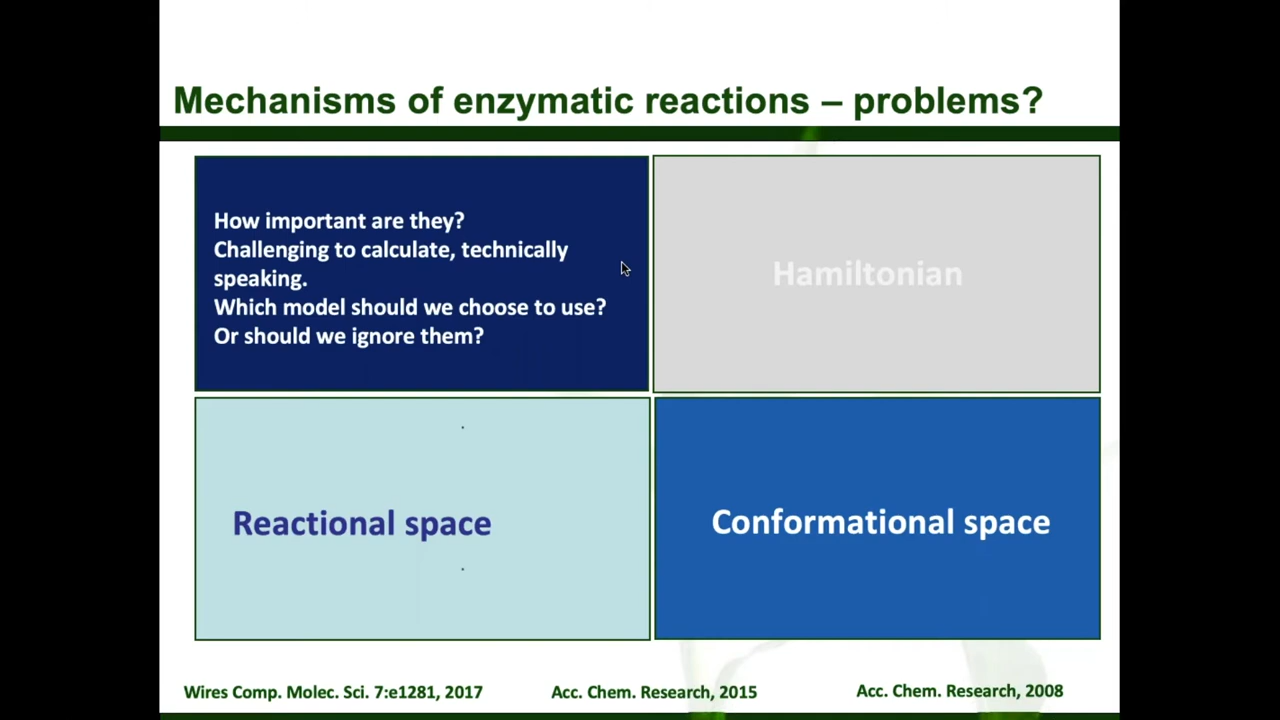 Mechanisms of enzymatic reactions – problems?
How important are they?
Challenging to calculate, technically
speaking.
Which model should we choose to use?
Or should we ignore them?
Hamiltonian
Reactional space
Conformational space
Wires Comp. Molec. Sci. 7:e1281, 2017
Acc. Chem. Research, 2015
Acc. Chem. Research, 2008